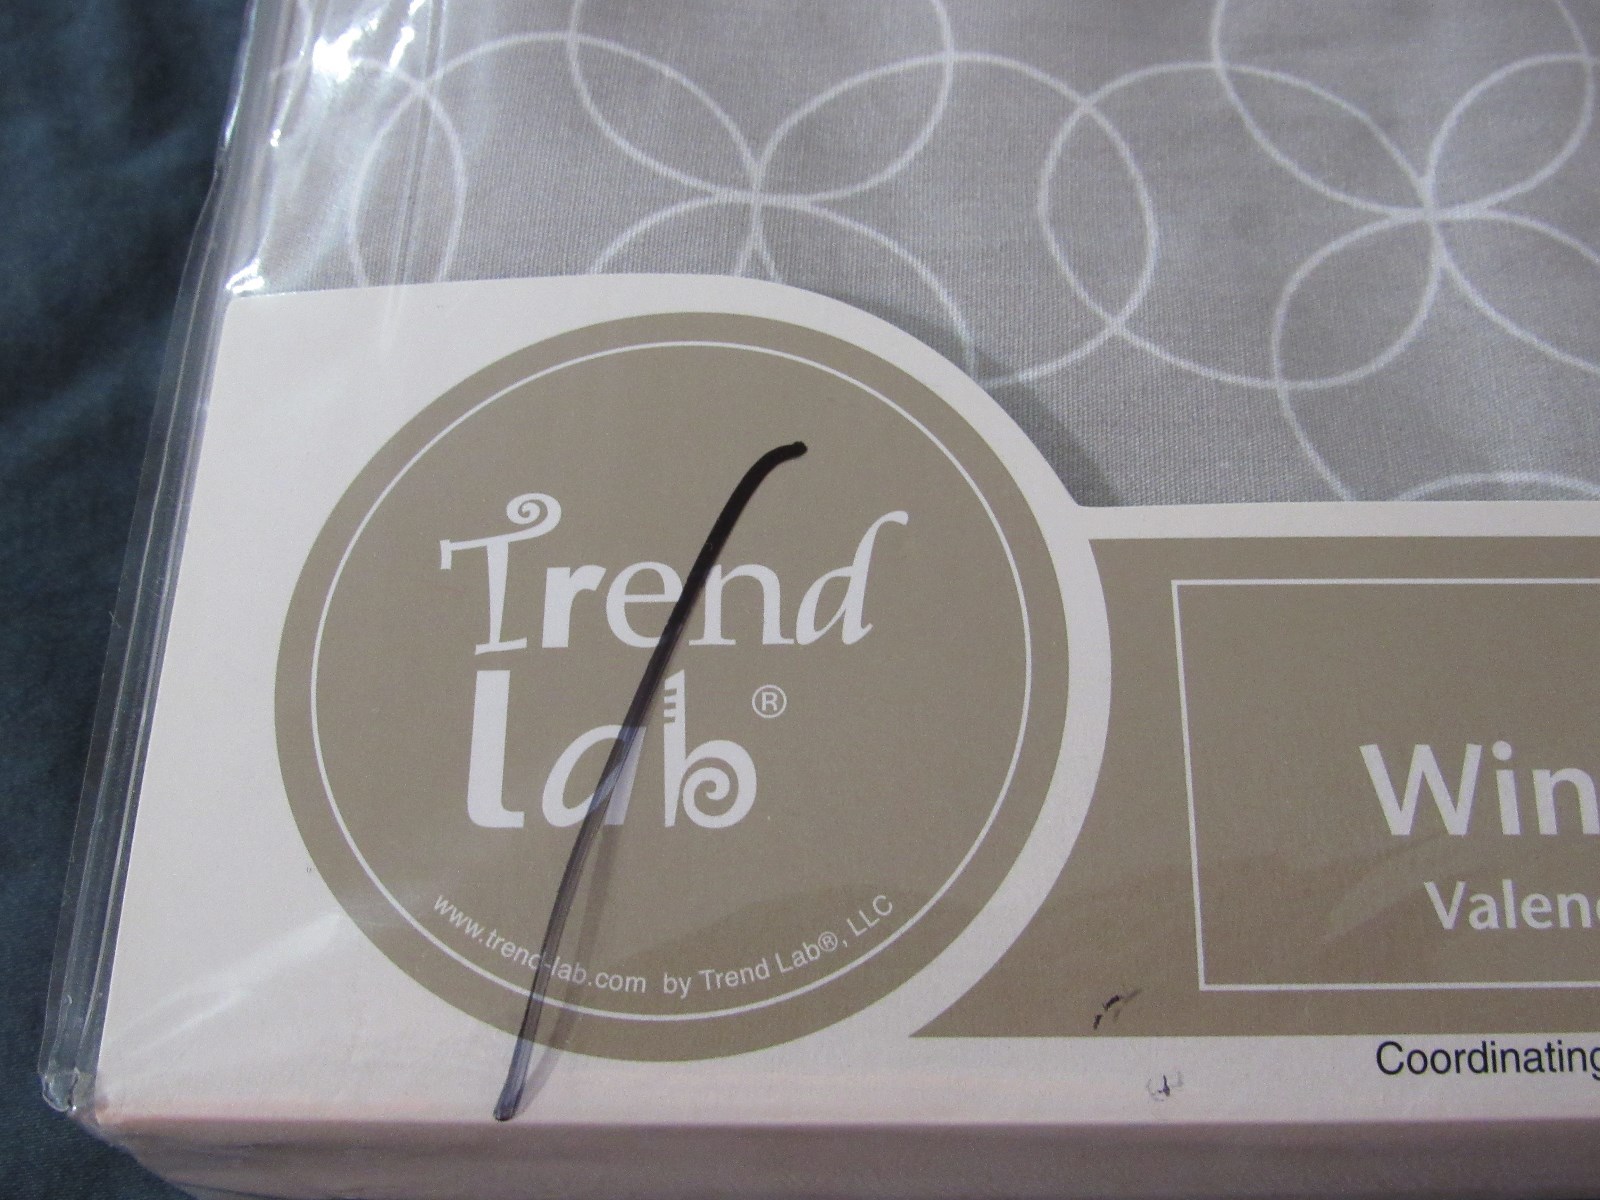 Trend
Lab®
www.trend-lab.com by Trend Lab®, LLC
Win
Valen
Coordinating